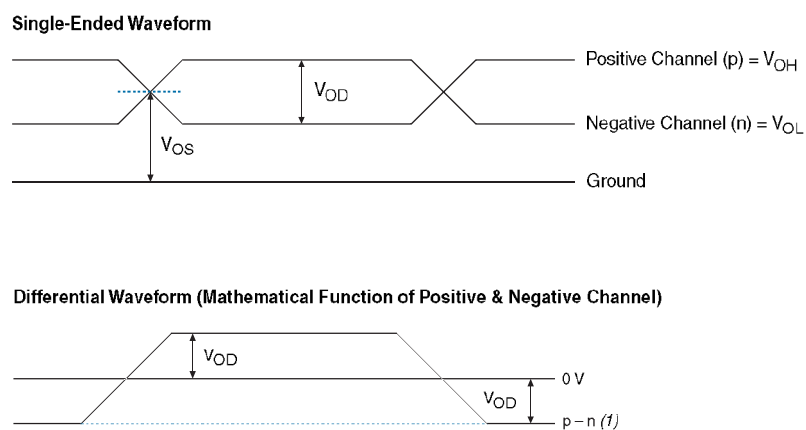 Single-Ended Waveform
Positive Channel (p) = VOH
VOD
Negative Channel (n) = VOL
VOS
Ground
Differential Waveform (Mathematical Function of Positive & Negative Channel)
VOD
0 V
VOD
p – n (1)